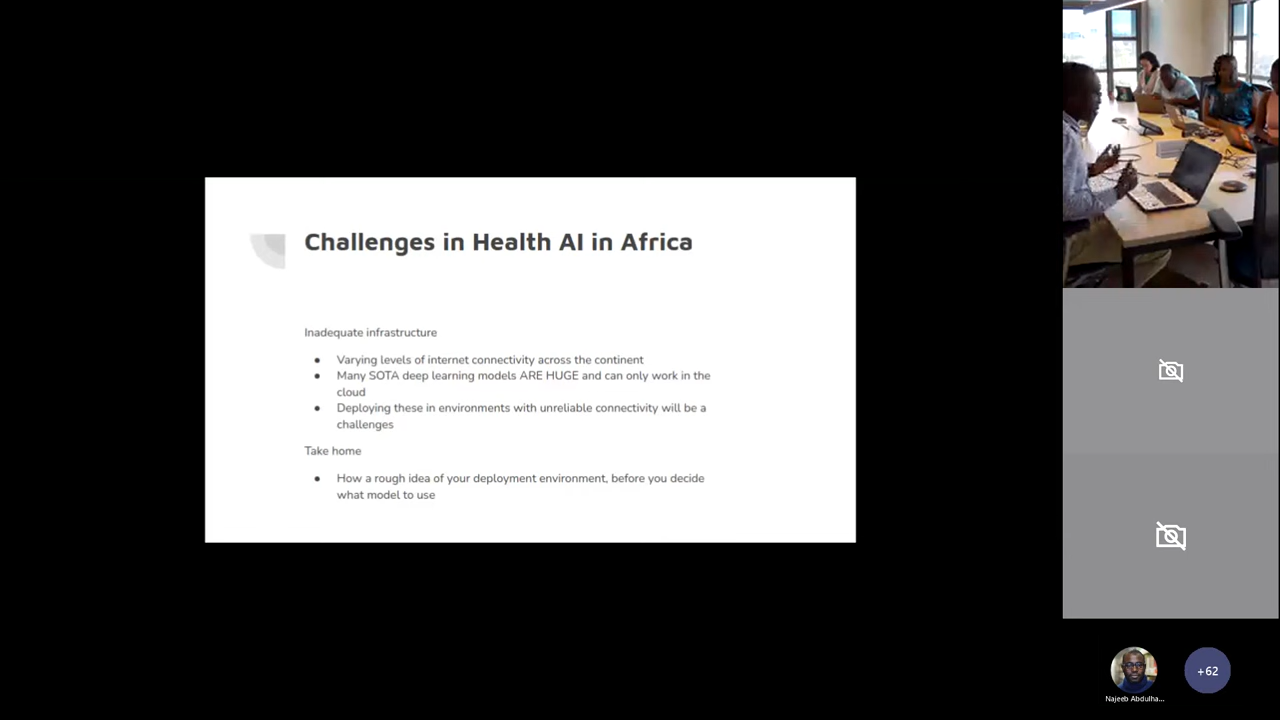 Challenges in Health AI in Africa
Inadequate infrastructure
● Varying levels of internet connectivity across the continent
● Many SOTA deep learning models ARE HUGE and can only work in the
cloud
● Deploying these in environments with unreliable connectivity will be a
challenges
Take home
● How a rough idea of your deployment environment, before you decide
what model to use
+62
Najeeb Abdulha...